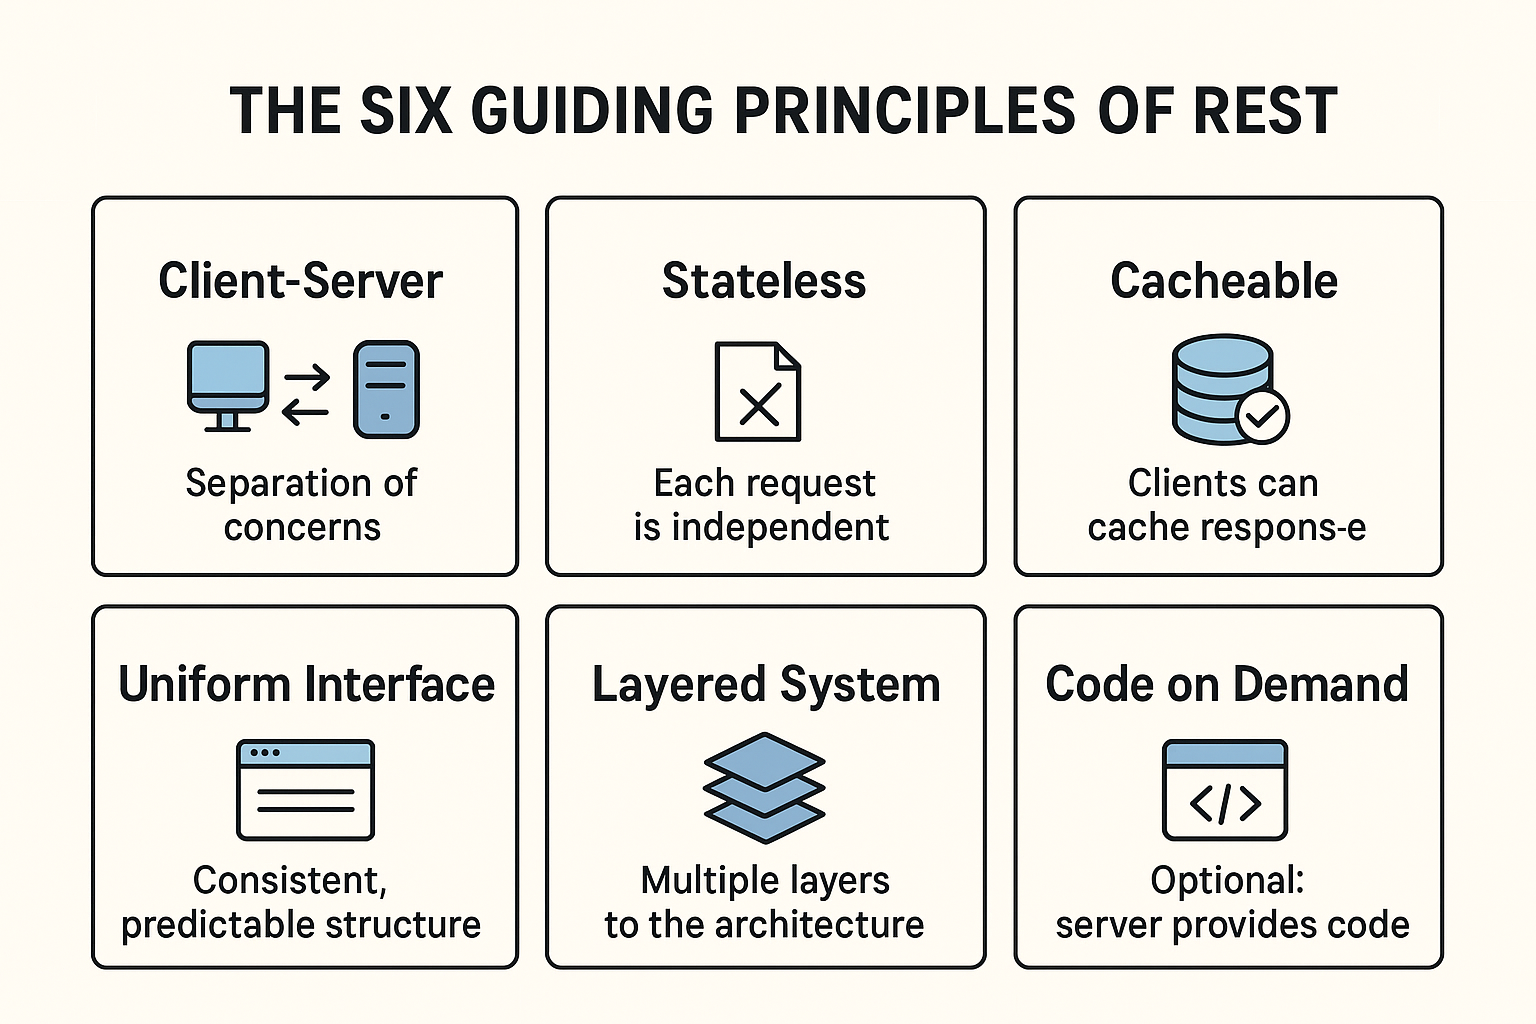 THE SIX GUIDING PRINCIPLES OF REST
Client-Server
Separation of
concerns
Stateless
Each request
is independent
Cacheable
Clients can
cache respons-e
Uniform Interface
Consistent,
predictable structure
Layered System
Multiple layers
to the architecture
Code on Demand
</>
Optional:
server provides code